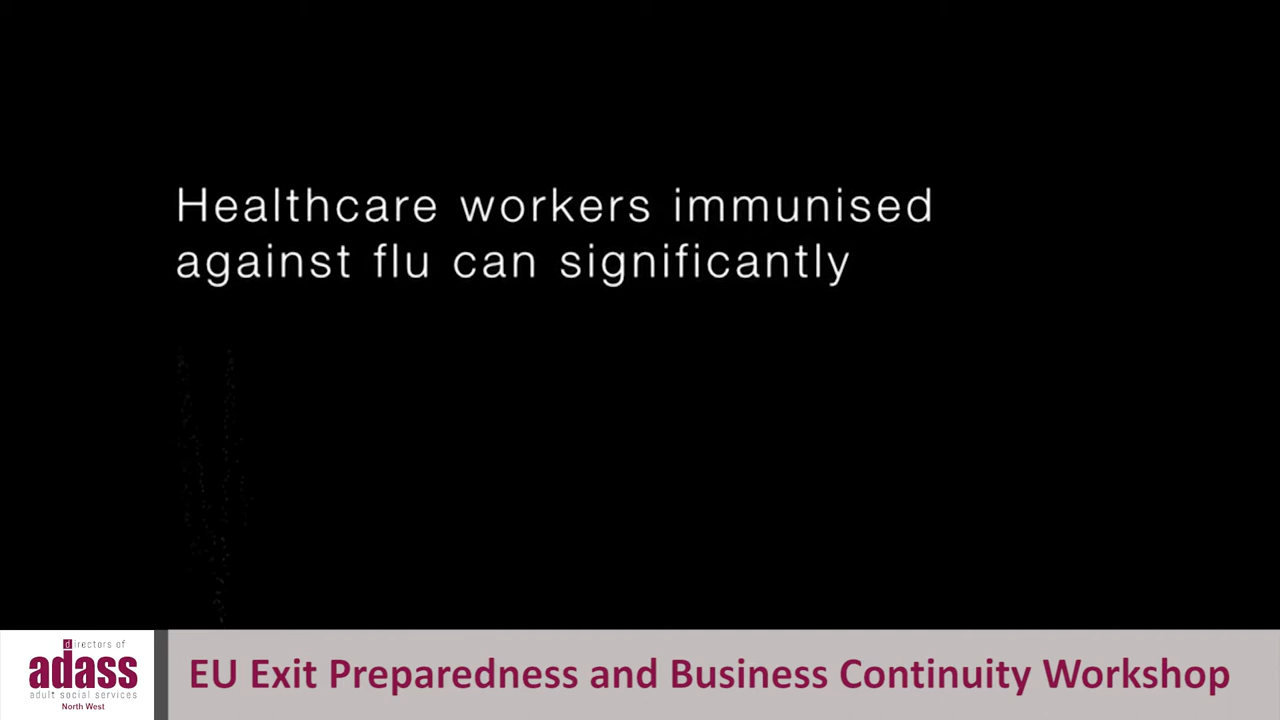 Healthcare workers immunised
against flu can significantly
directors of
adass
adult social services
North West
EU Exit Preparedness and Business Continuity Workshop